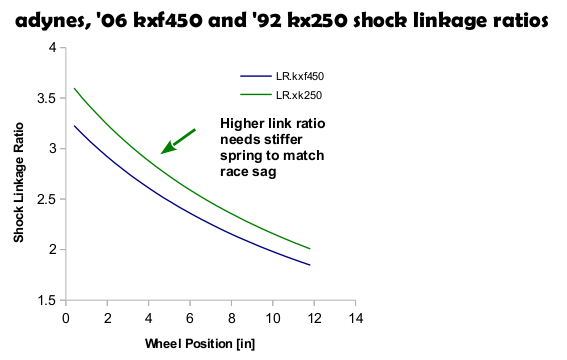 adynes, '06 kxf450 and '92 kx250 shock linkage ratios
4
3.5
3
2.5
2
1.5
Shock Linkage Ratio
LR.kxf450
LR.xk250
Higher link ratio
needs stiffer
spring to match
race sag
0 2 4 6 8 10 12 14
Wheel Position [in]